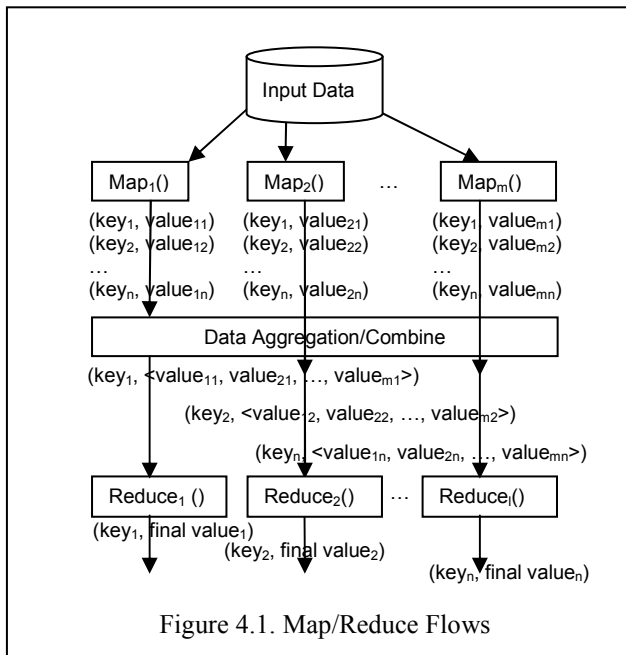 Input Data
Map₁() Map₂() … Mapₘ()
(key₁, value₁₁) (key₁, value₂₁) (key₁, valueₘ₁)
(key₂, value₁₂) (key₂, value₂₂) (key₂, valueₘ₂)
… … …
(keyₙ, value₁ₙ) (keyₙ, value₂ₙ) (keyₙ, valueₘₙ)
Data Aggregation/Combine
(key₁, <value₁₁, value₂₁, …, valueₘ₁>)
(key₂, <value₁₂, value₂₂, …, valueₘ₂>)
(keyₙ, <value₁ₙ, value₂ₙ, …, valueₘₙ>)
Reduce₁ () Reduce₂() … Reduceₗ()
(key₁, final value₁)
(key₂, final value₂)
(keyₙ, final valueₙ)
Figure 4.1. Map/Reduce Flows